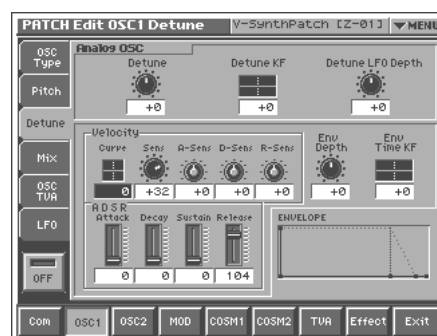 PATCH Edit OSC1 Detune V-SynthPatch [Z-01] ▼MENU
OSC
Type
Pitch
Detune
Mix
OSC
TVA
LFO
OFF
Analog OSC
Detune Detune KF Detune LFO Depth
+0 +0 +0
Velocity
Curve Sens A-Sens D-Sens R-Sens
0 +32 +0 +0 +0
Env
Depth
+0
Env
Time KF
+0
ADSR
Attack Decay Sustain Release
0 0 0 104
ENVELOPE
Com OSC1 OSC2 MOD COSM1 COSM2 TVA Effect Exit